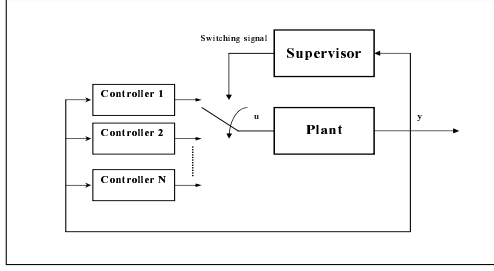 Switching signal
Supervisor
Controller 1
u
y
Controller 2
Plant
Controller N